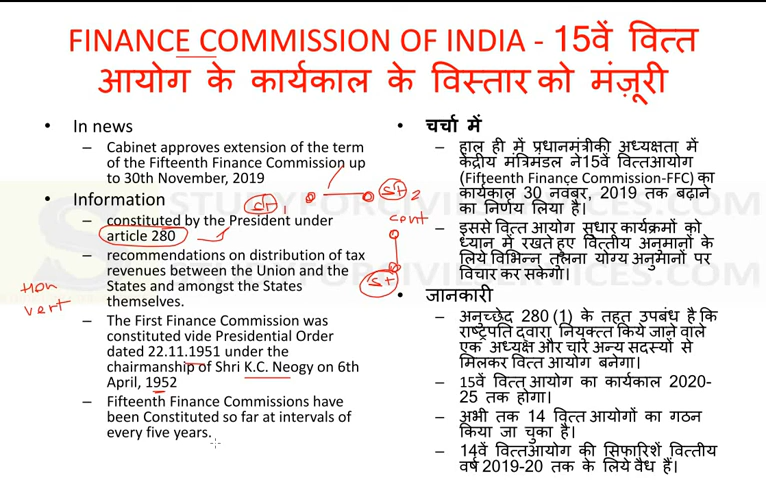 FINANCE COMMISSION OF INDIA - 15वें वित्त
आयोग के कार्यकाल के विस्तार को मंज़ूरी
• In news
– Cabinet approves extension of the term
of the Fifteenth Finance Commission up
to 30th November, 2019
• Information
– constituted by the President under
article 280
– recommendations on distribution of tax
revenues between the Union and the
States and amongst the States
themselves.
– The First Finance Commission was
constituted vide Presidential Order
dated 22.11.1951 under the
chairmanship of Shri K.C. Neogy on 6th
April, 1952
– Fifteenth Finance Commissions have
been Constituted so far at intervals of
every five years.
Hon
vert
St 1
St 2
cent
St
• चर्चा में
– हाल ही में प्रधानमंत्रीकी अध्यक्षता में
केंद्रीय मंत्रिमंडल ने15वें वित्तआयोग
(Fifteenth Finance Commission-FFC) का
कार्यकाल 30 नवंबर, 2019 तक बढ़ाने
का निर्णय लिया है।
– इससे वित्त आयोग सुधार कार्यक्रमों को
ध्यान में रखते हुए वित्तीय अनुमानों के
लिये विभिन्न तुलना योग्य अनुमानों पर
विचार कर सकेगा।
• जानकारी
– अनुच्छेद 280 (1) के तहत उपबंध है कि
राष्ट्रपति द्वारा नियुक्त किये जाने वाले
एक अध्यक्ष और चार अन्य सदस्यों से
मिलकर वित्त आयोग बनेगा।
– 15वें वित्त आयोग का कार्यकाल 2020-
25 तक होगा।
– अभी तक 14 वित्त आयोगों का गठन
किया जा चुका है।
– 14वें वित्तआयोग की सिफारिशें वित्तीय
वर्ष 2019-20 तक के लिये वैध हैं।